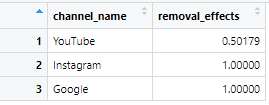 channel_name removal_effects
1 YouTube 0.50179
2 Instagram 1.00000
3 Google 1.00000